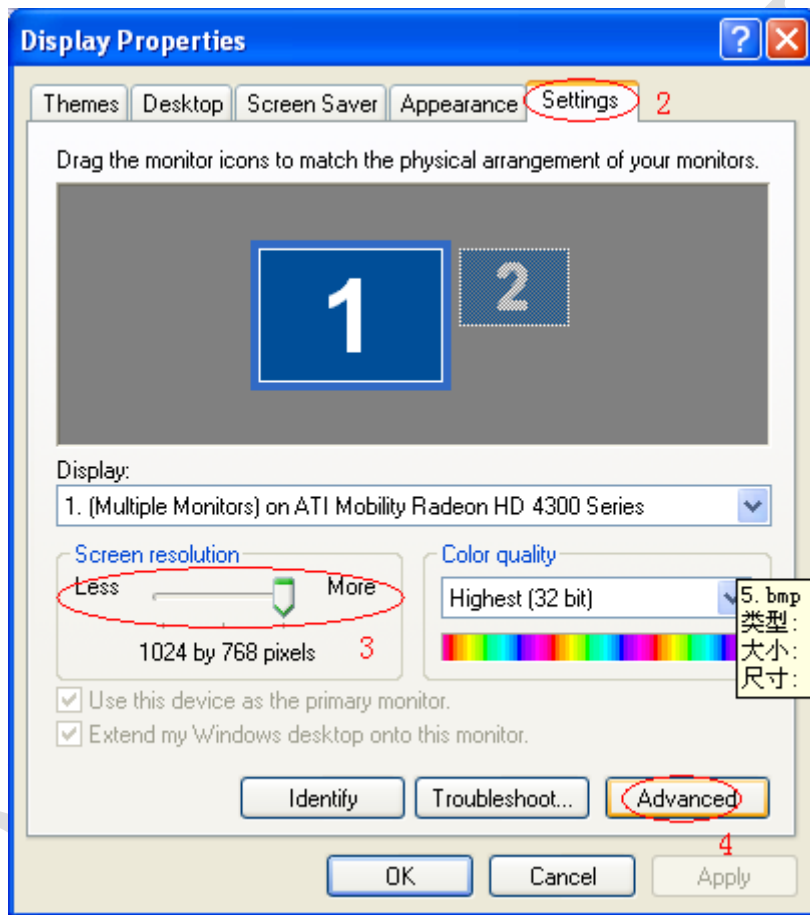 Display Properties
Themes Desktop Screen Saver Appearance Settings 2
Drag the monitor icons to match the physical arrangement of your monitors.
1 2
Display:
1. (Multiple Monitors) on ATI Mobility Radeon HD 4300 Series
Screen resolution
Less More
1024 by 768 pixels 3
Color quality
Highest (32 bit)
5.bmp
类型:
大小:
尺寸:
Use this device as the primary monitor.
Extend my Windows desktop onto this monitor.
Identify Troubleshoot... Advanced
4
OK Cancel Apply